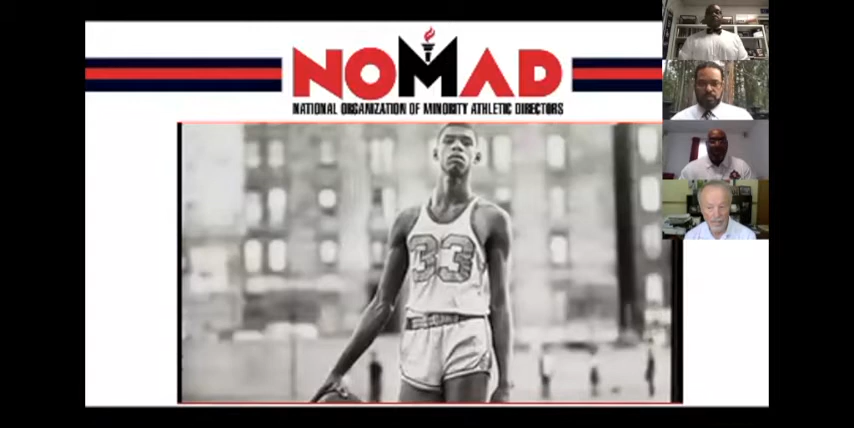 NOMAD
NATIONAL ORGANIZATION OF MINORITY ATHLETIC DIRECTORS
33